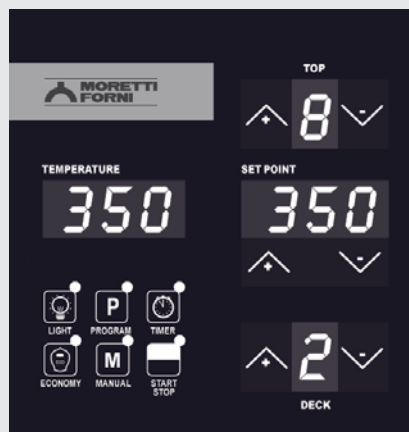 MORETTI
FORNI
TOP
+ 8 -
TEMPERATURE
SET POINT
350
350
+ -
P
M
LIGHT
PROGRAM
TIMER
ECONOMY
MANUAL
START
STOP
+ 2 -
DECK